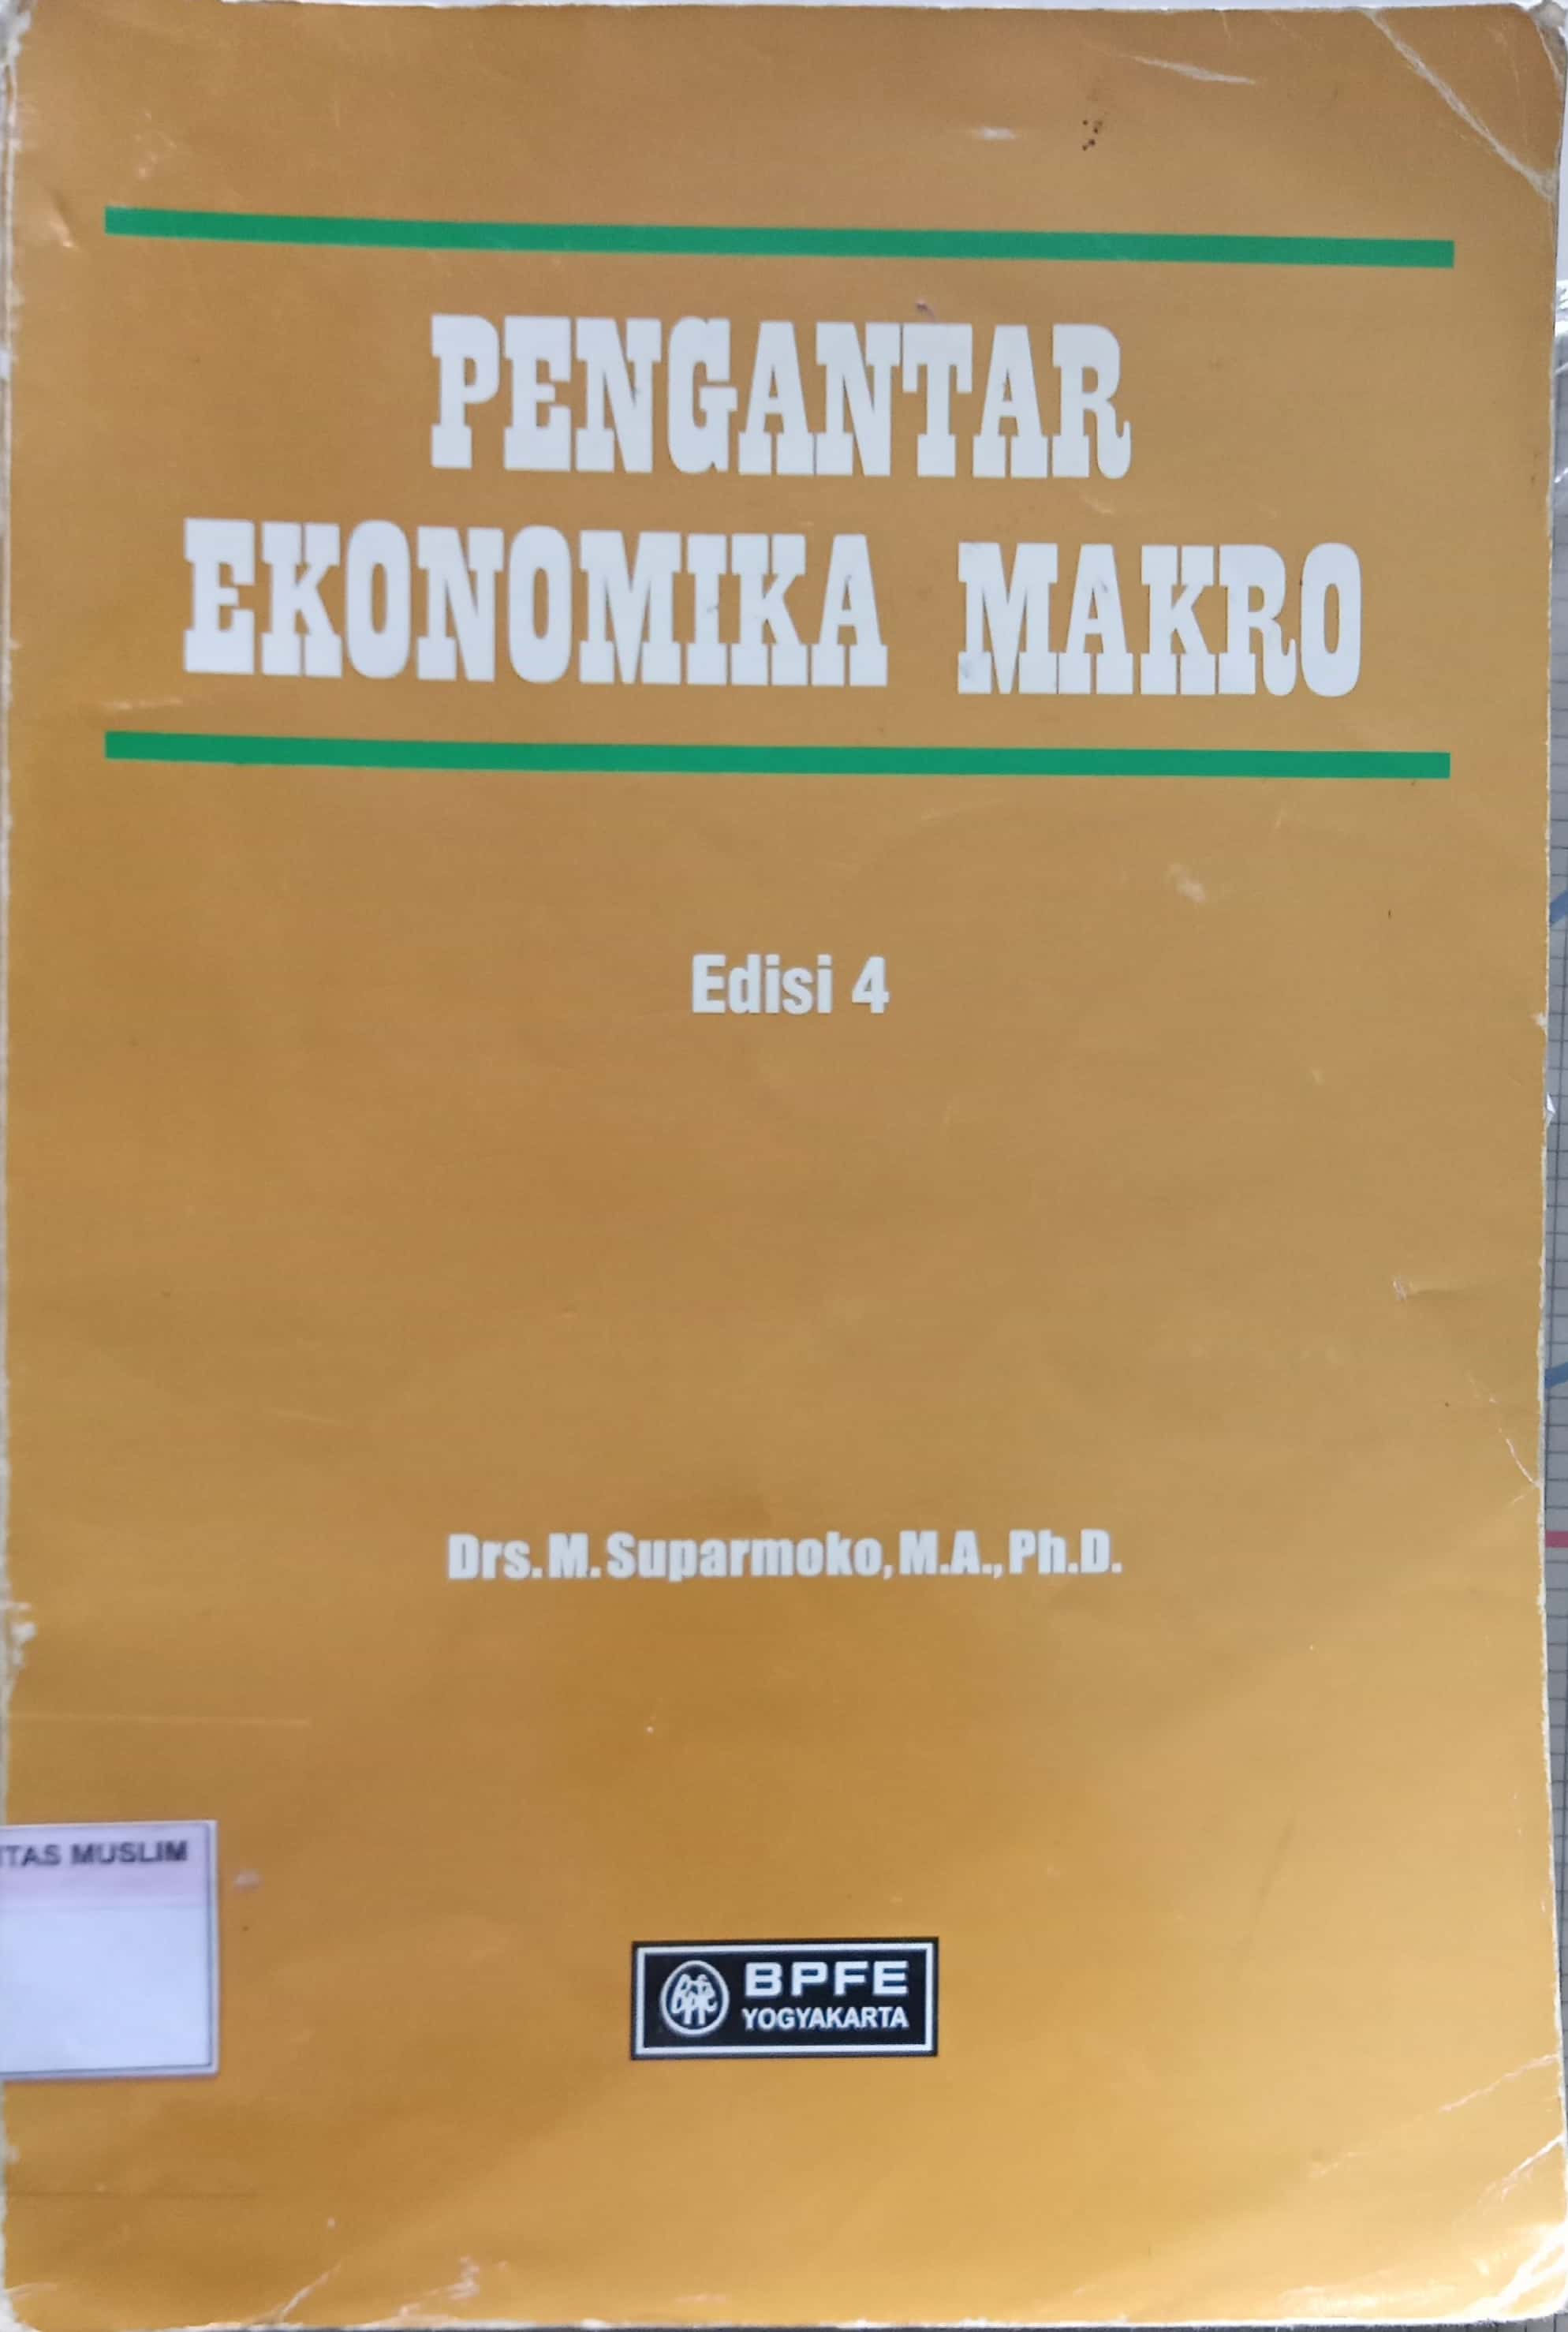 PENGANTAR
EKONOMIKA MAKRO
Edisi 4
Drs. M. Suparmoko, M.A., Ph.D.
ITAS MUSLIM
BPFE
YOGYAKARTA